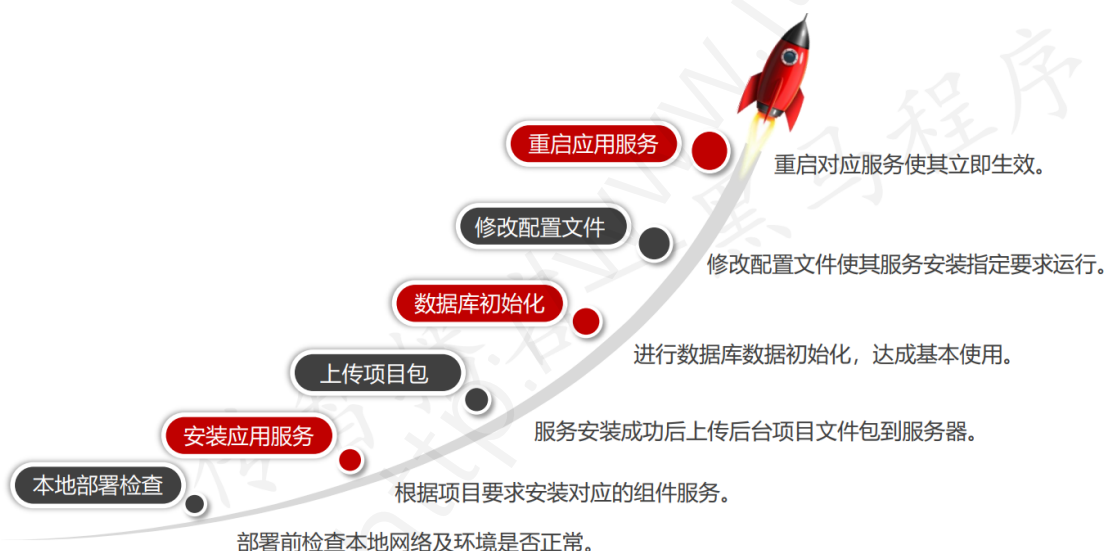 重启应用服务
重启对应服务使其立即生效。
修改配置文件
修改配置文件使其服务安装指定要求运行。
数据库初始化
进行数据库数据初始化，达成基本使用。
上传项目包
服务安装成功后上传后台项目文件包到服务器。
安装应用服务
根据项目要求安装对应的组件服务。
本地部署检查
部署前检查本地网络及环境是否正常。